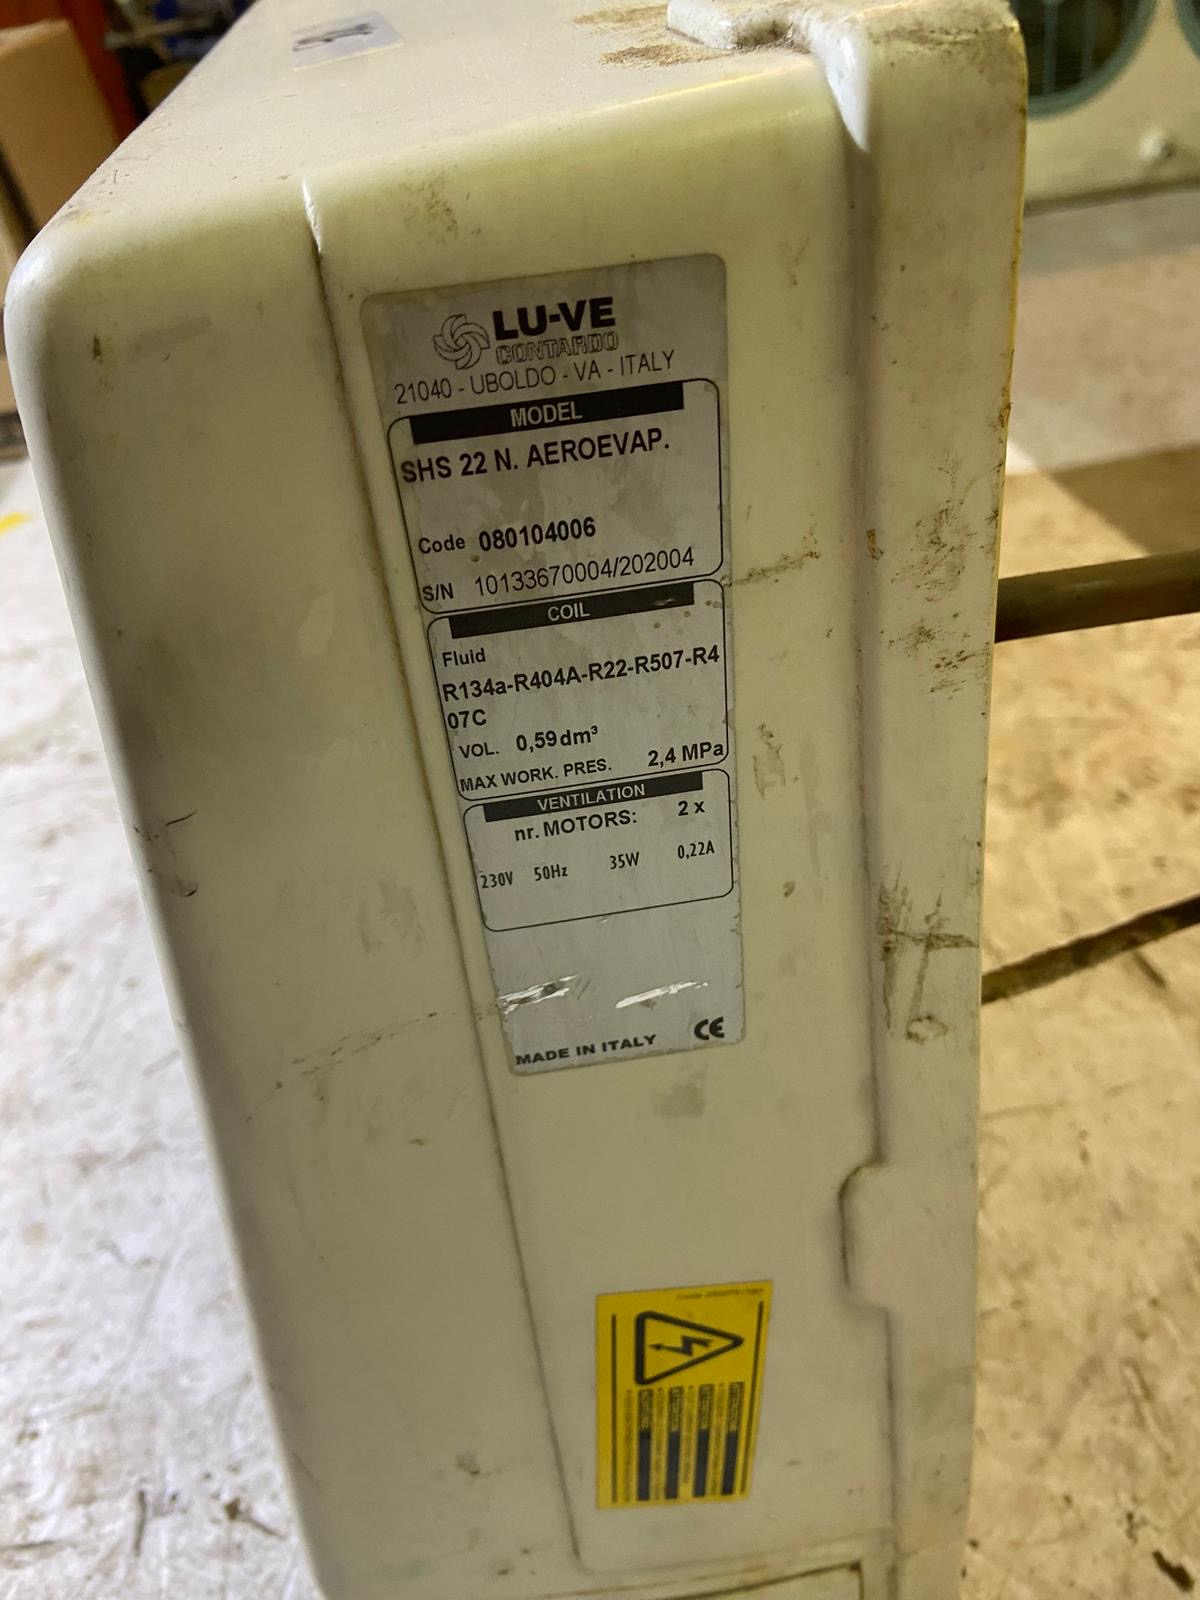 LU-VE
CONTARDO
21040 - UBOLDO - VA - ITALY
MODEL
SHS 22 N. AEROEVAP.
Code 080104006
S/N 10133670004/202004
COIL
Fluid
R134a-R404A-R22-R507-R4
07C
VOL. 0,59dm³
MAX WORK. PRES. 2,4 MPa
VENTILATION
nr. MOTORS: 2 x
230V 50Hz 35W 0,22A
MADE IN ITALY CE